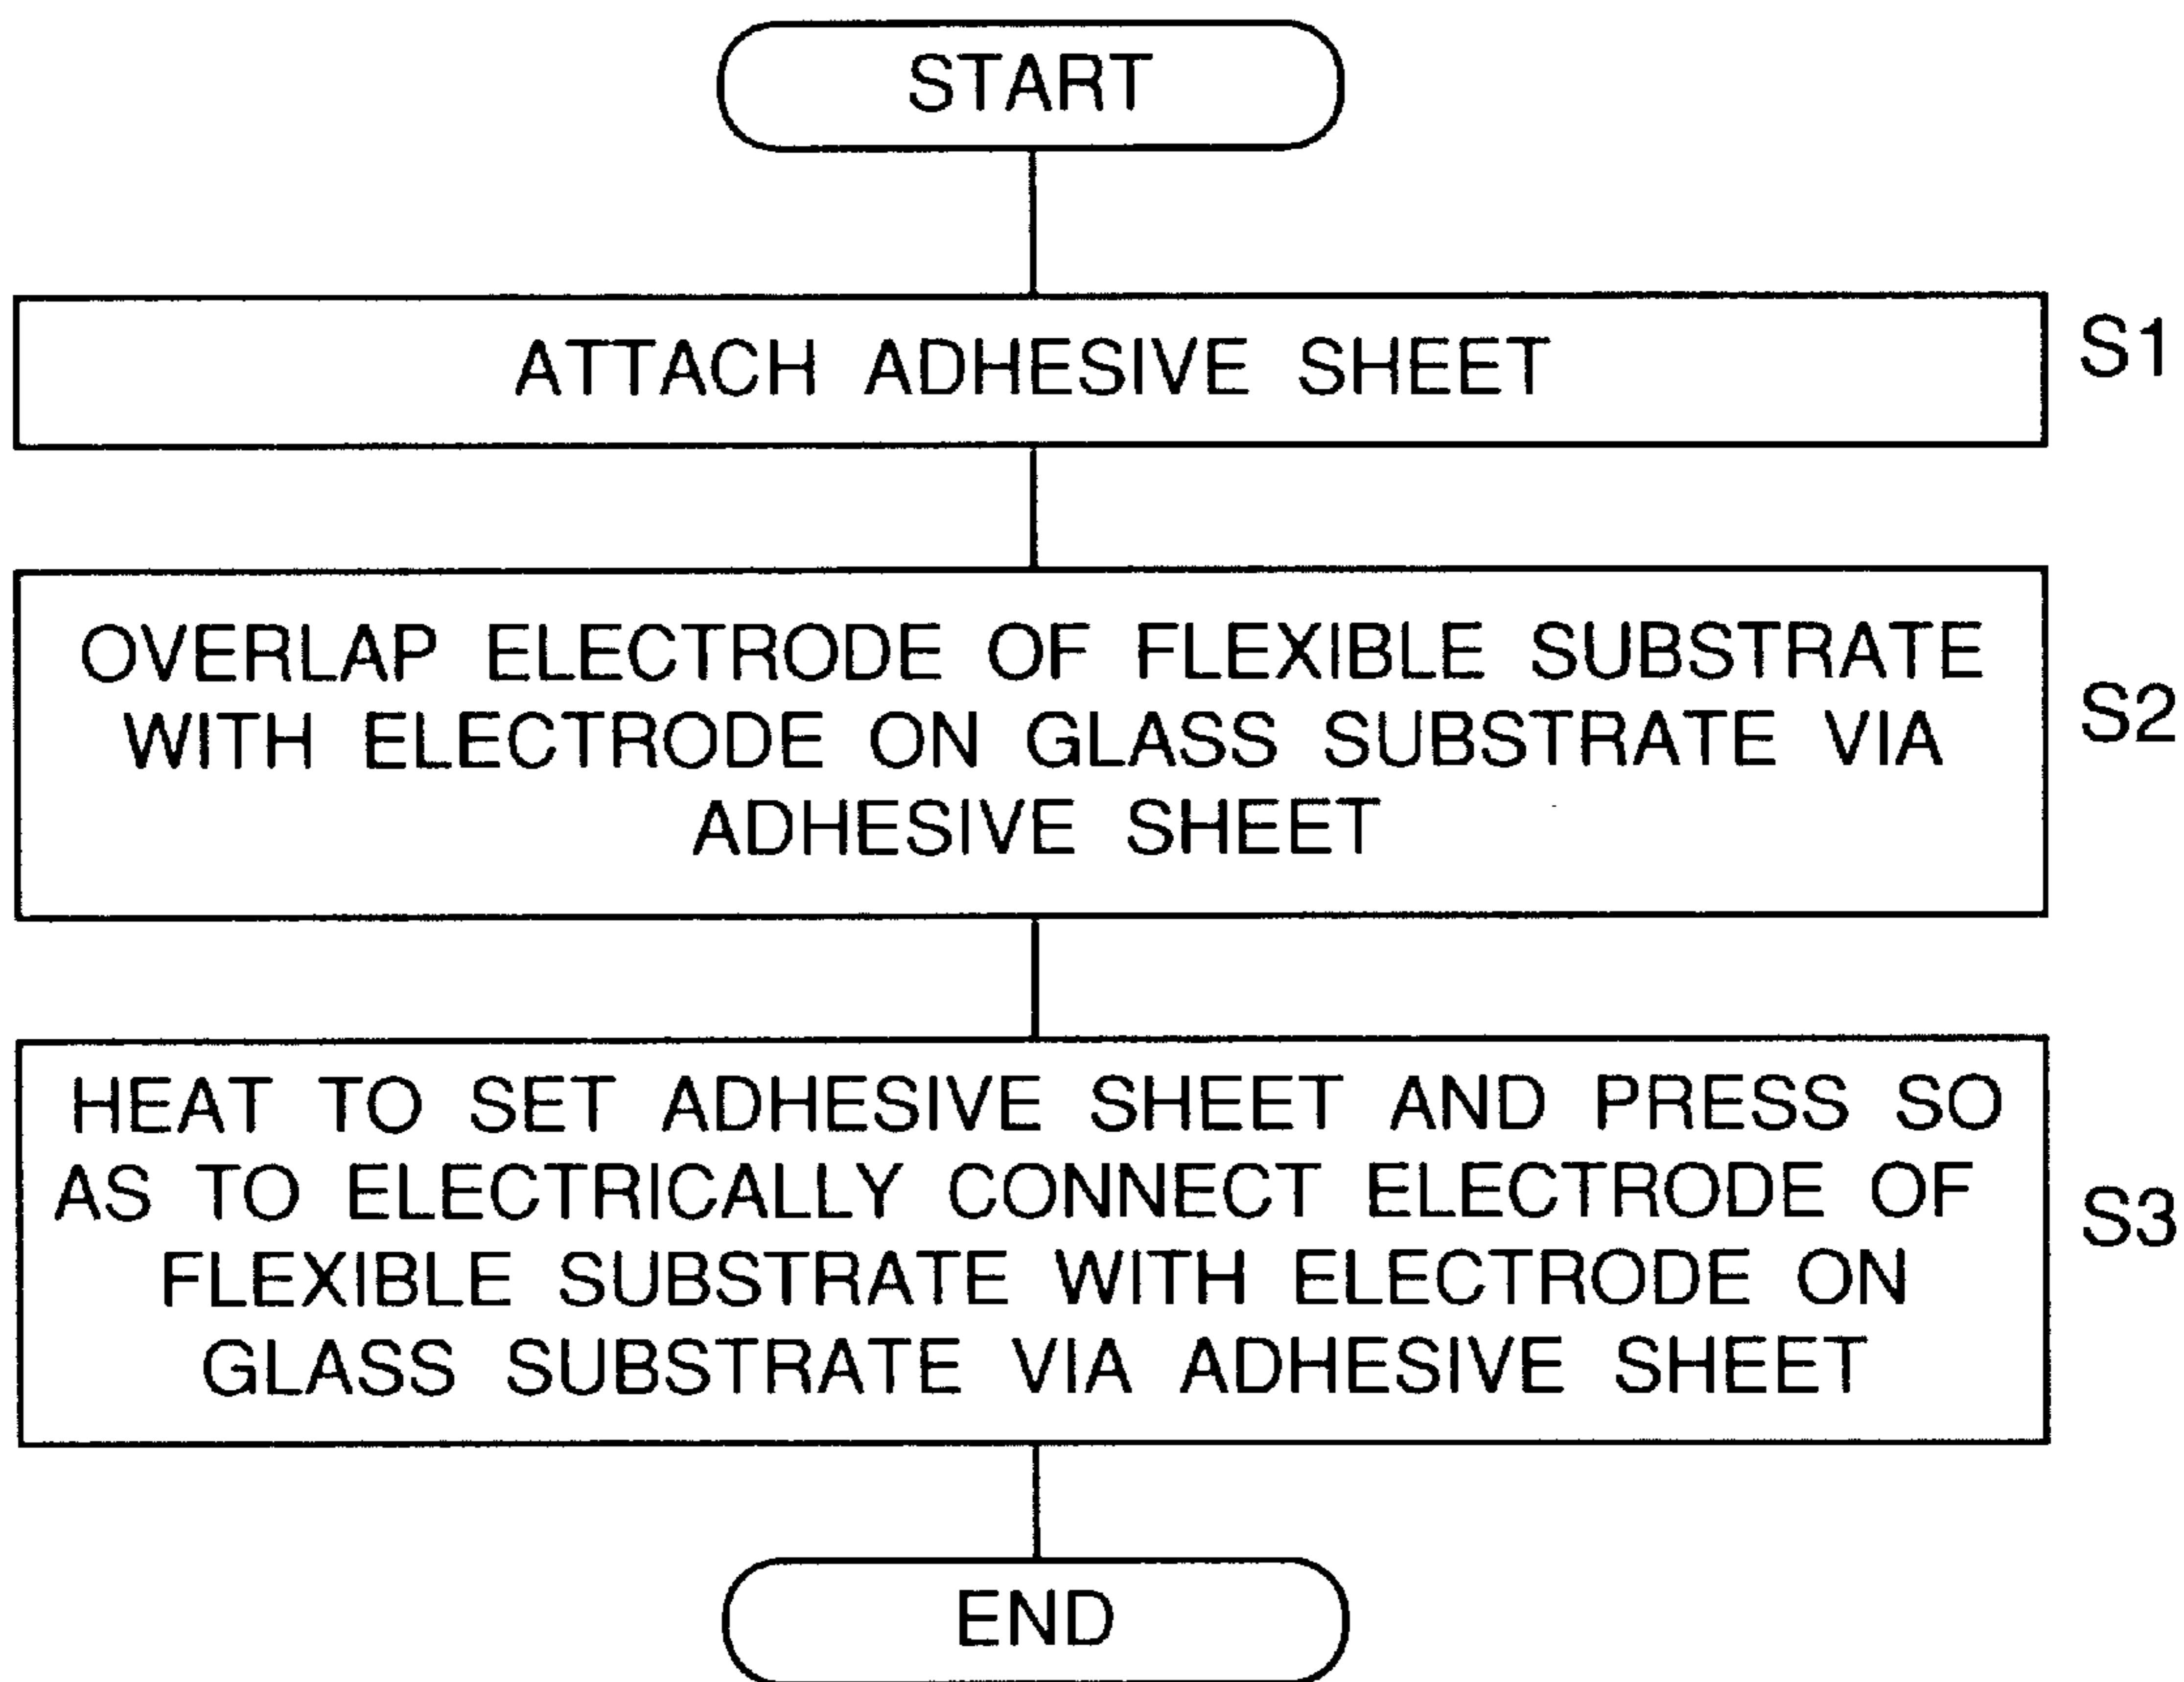 START
ATTACH ADHESIVE SHEET
S1
OVERLAP ELECTRODE OF FLEXIBLE SUBSTRATE
WITH ELECTRODE ON GLASS SUBSTRATE VIA
ADHESIVE SHEET
S2
HEAT TO SET ADHESIVE SHEET AND PRESS SO
AS TO ELECTRICALLY CONNECT ELECTRODE OF
FLEXIBLE SUBSTRATE WITH ELECTRODE ON
GLASS SUBSTRATE VIA ADHESIVE SHEET
S3
END